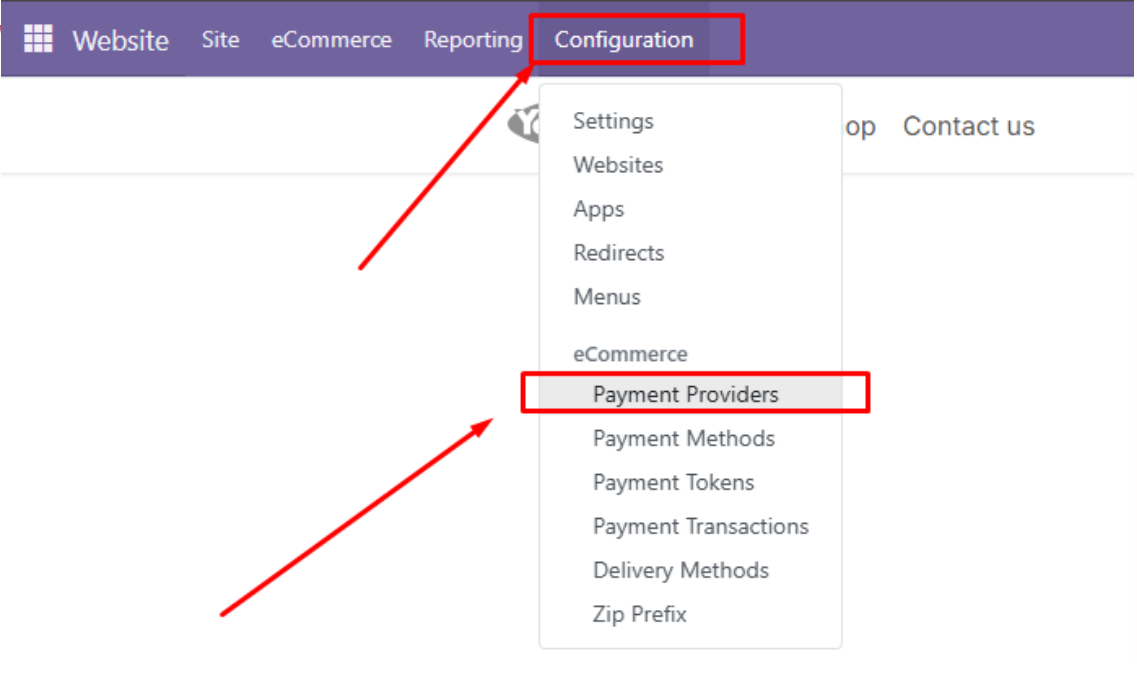 Website Site eCommerce Reporting Configuration
Contact us
Settings
Websites
Apps
Redirects
Menus
eCommerce
Payment Providers
Payment Methods
Payment Tokens
Payment Transactions
Delivery Methods
Zip Prefix